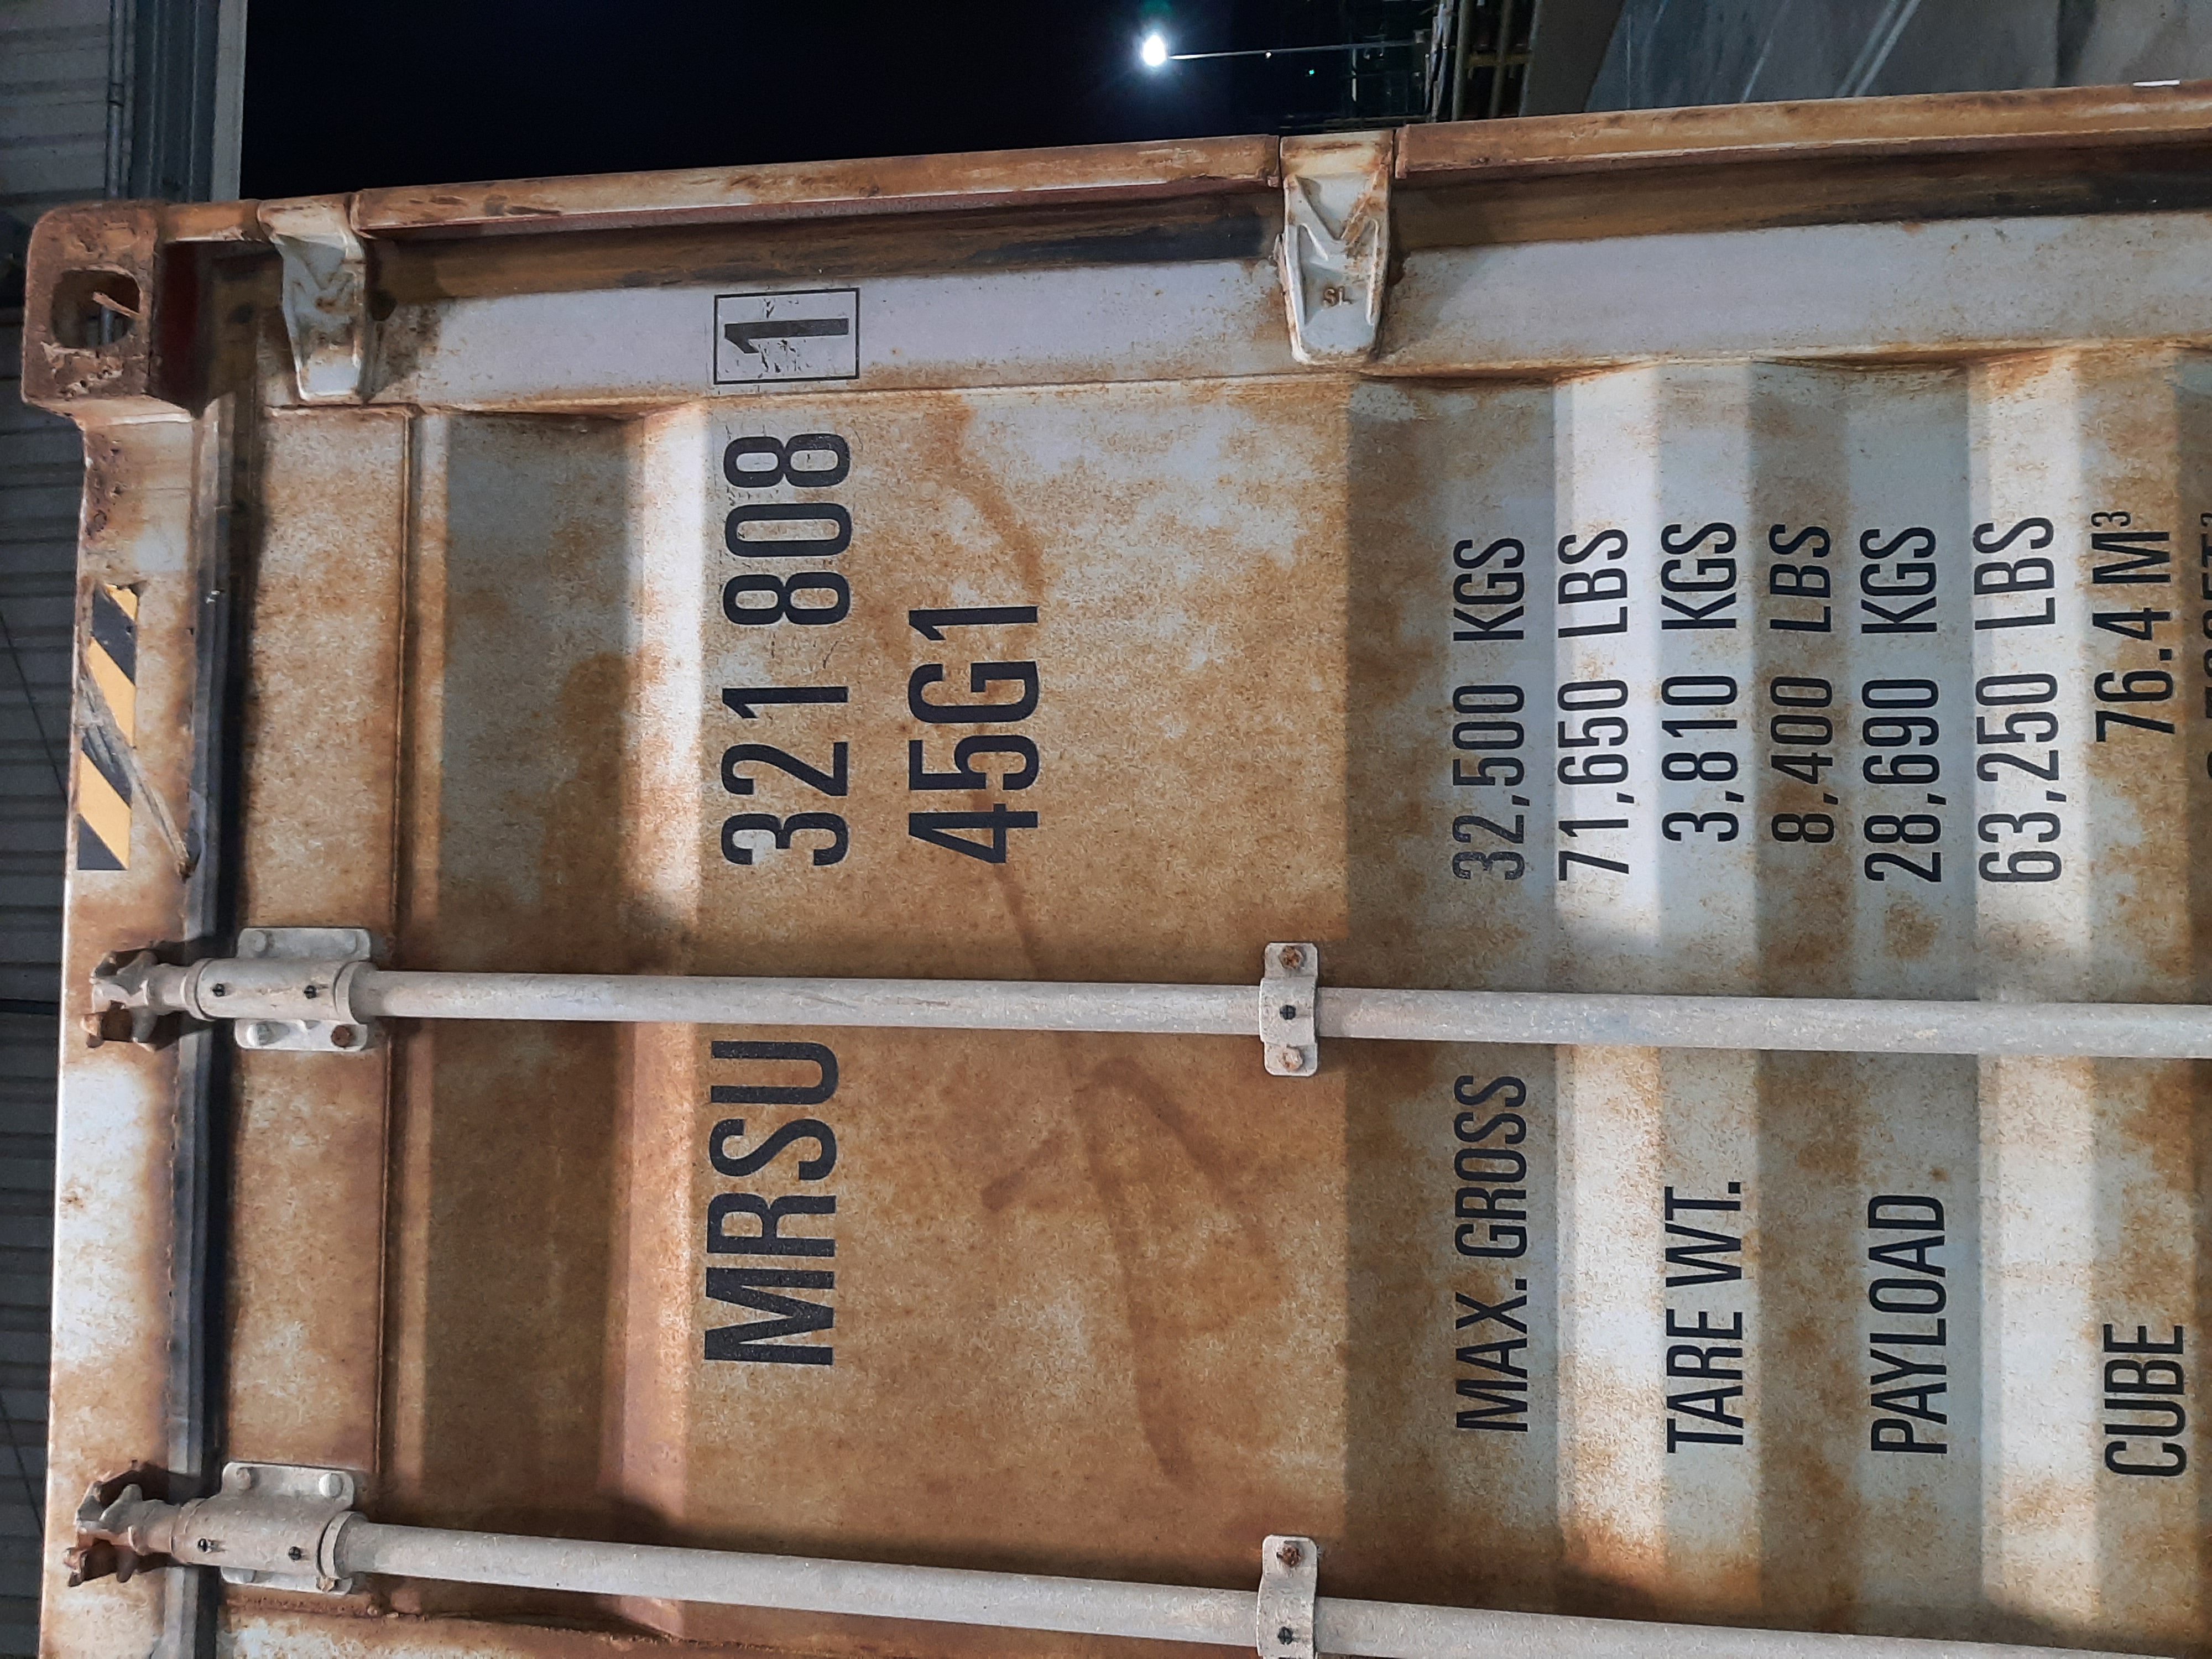 MRSU 321 808 1
45G1
MAX. GROSS 32,500 KGS
71,650 LBS
TARE WT. 3,810 KGS
8,400 LBS
PAYLOAD 28,690 KGS
63,250 LBS
CUBE 76.4 M³
SL